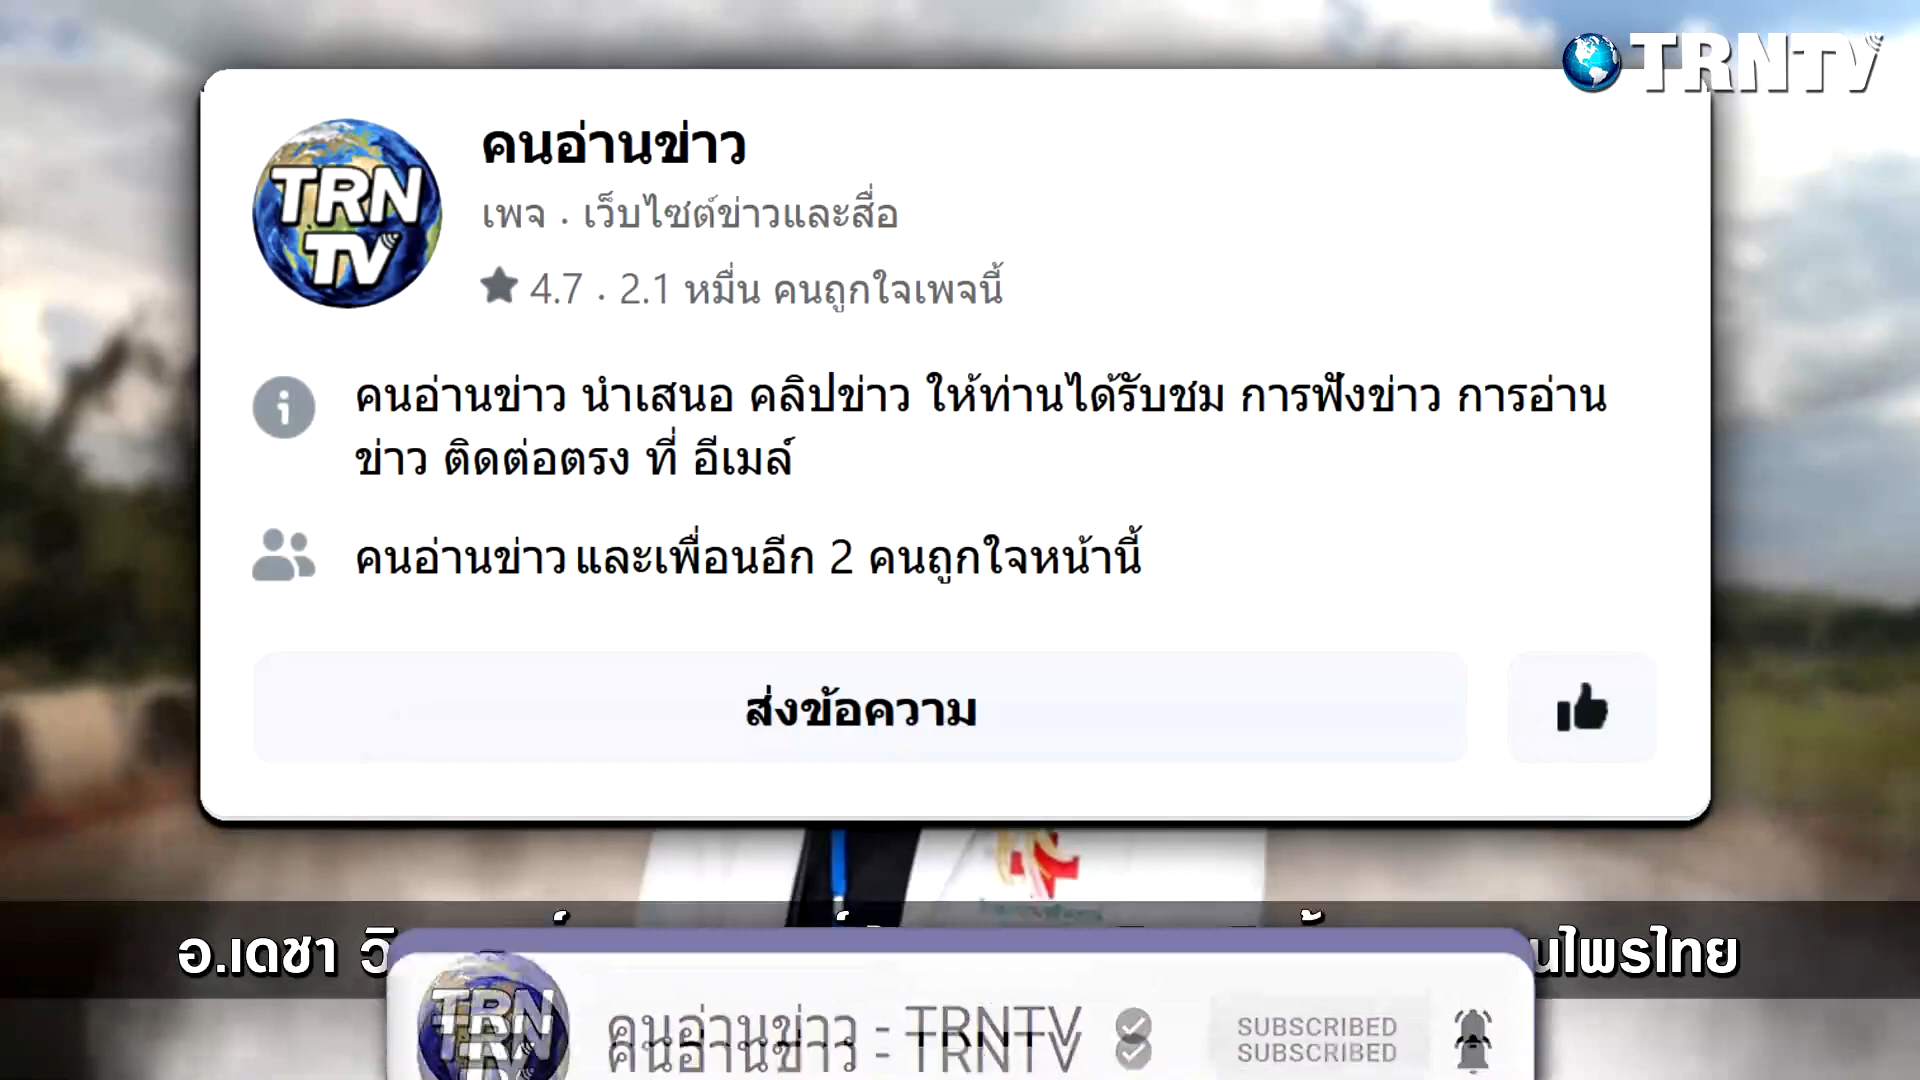 TRNTV
TRN
TV
คนอ่านข่าว
เพจ · เว็บไซต์ข่าวและสื่อ
4.7 · 2.1 หมื่น คนถูกใจเพจนี้
คนอ่านข่าว นำเสนอ คลิปข่าว ให้ท่านได้รับชม การฟังข่าว การอ่าน
ข่าว ติดต่อตรง ที่ อีเมล์
คนอ่านข่าว และเพื่อนอีก 2 คนถูกใจหน้านี้
ส่งข้อความ
อ.เดชา
นไพรไทย
TRN
คนอ่านข่าว - TRNTV
SUBSCRIBED